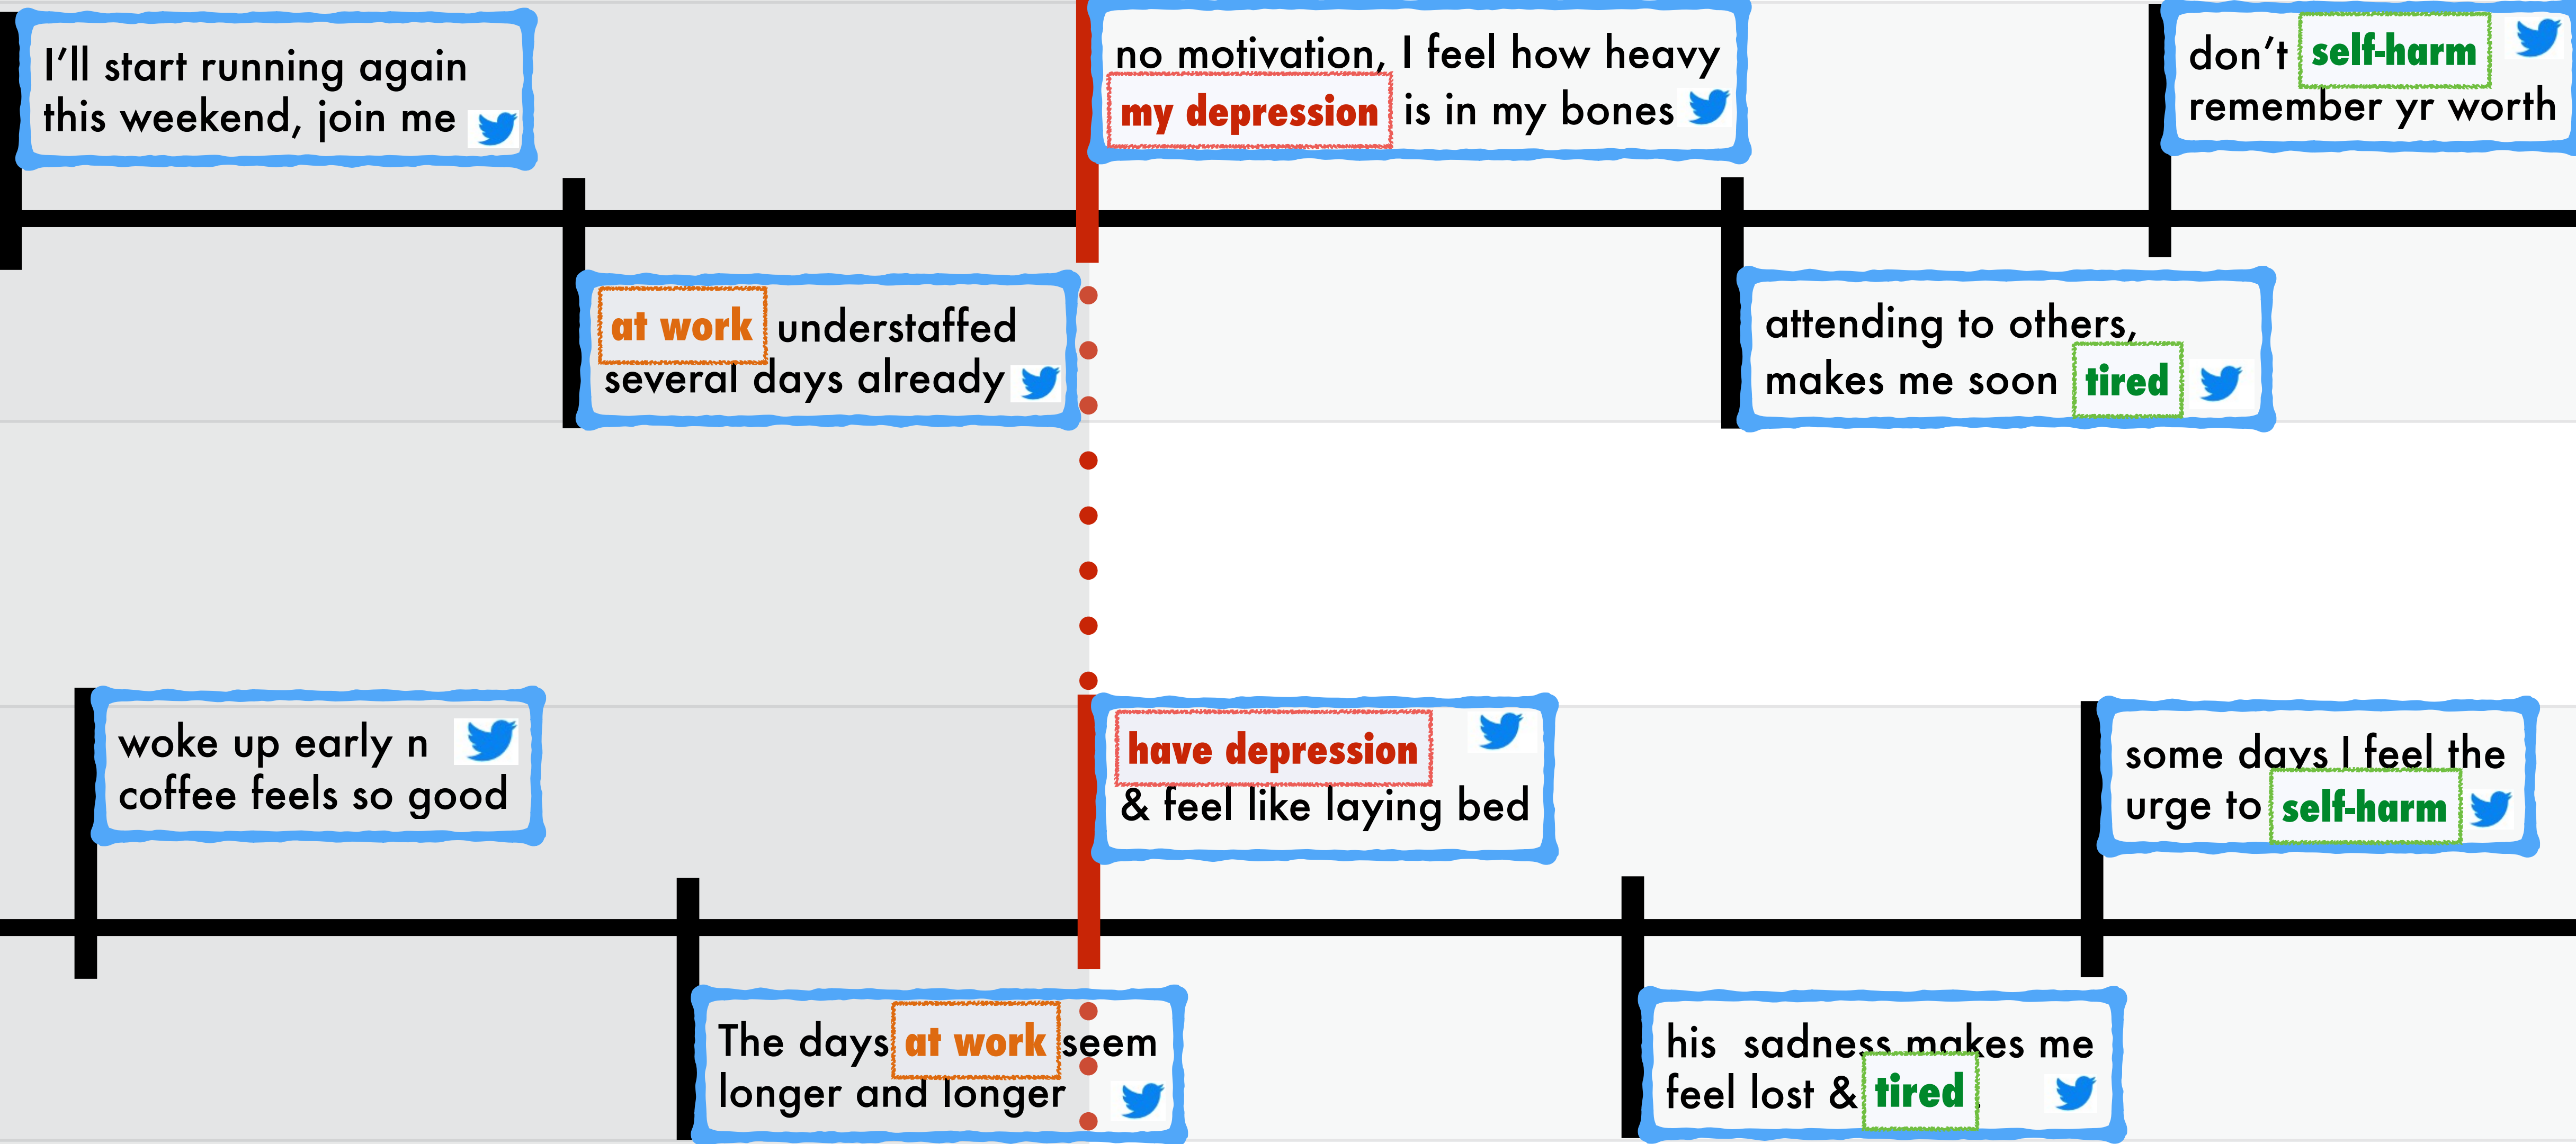 I’ll start running again
this weekend, join me
no motivation, I feel how heavy
my depression is in my bones
don’t self-harm
remember yr worth
at work understaffed
several days already
attending to others,
makes me soon tired
woke up early n
coffee feels so good
have depression
& feel like laying bed
some days I feel the
urge to self-harm
The days at work seem
longer and longer
his sadness makes me
feel lost & tired.